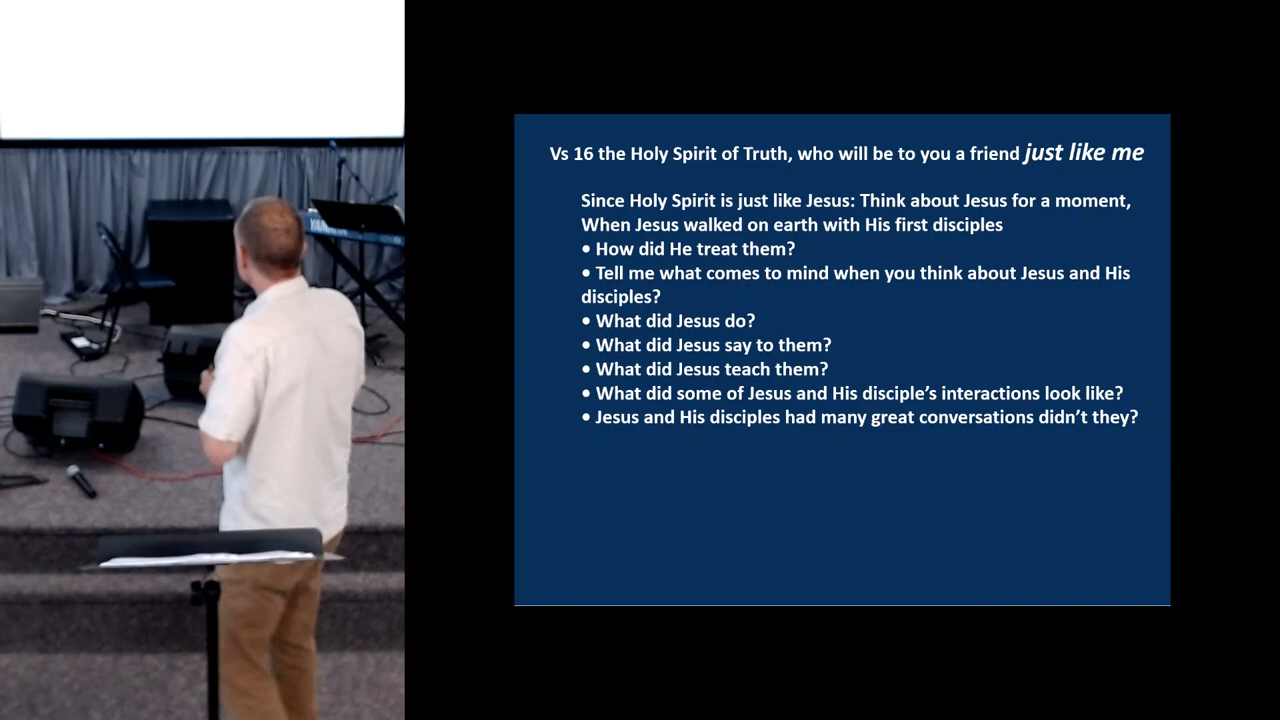 Vs 16 the Holy Spirit of Truth, who will be to you a friend just like me
Since Holy Spirit is just like Jesus: Think about Jesus for a moment,
When Jesus walked on earth with His first disciples
• How did He treat them?
• Tell me what comes to mind when you think about Jesus and His
disciples?
• What did Jesus do?
• What did Jesus say to them?
• What did Jesus teach them?
• What did some of Jesus and His disciple's interactions look like?
• Jesus and His disciples had many great conversations didn't they?
YAMAHA